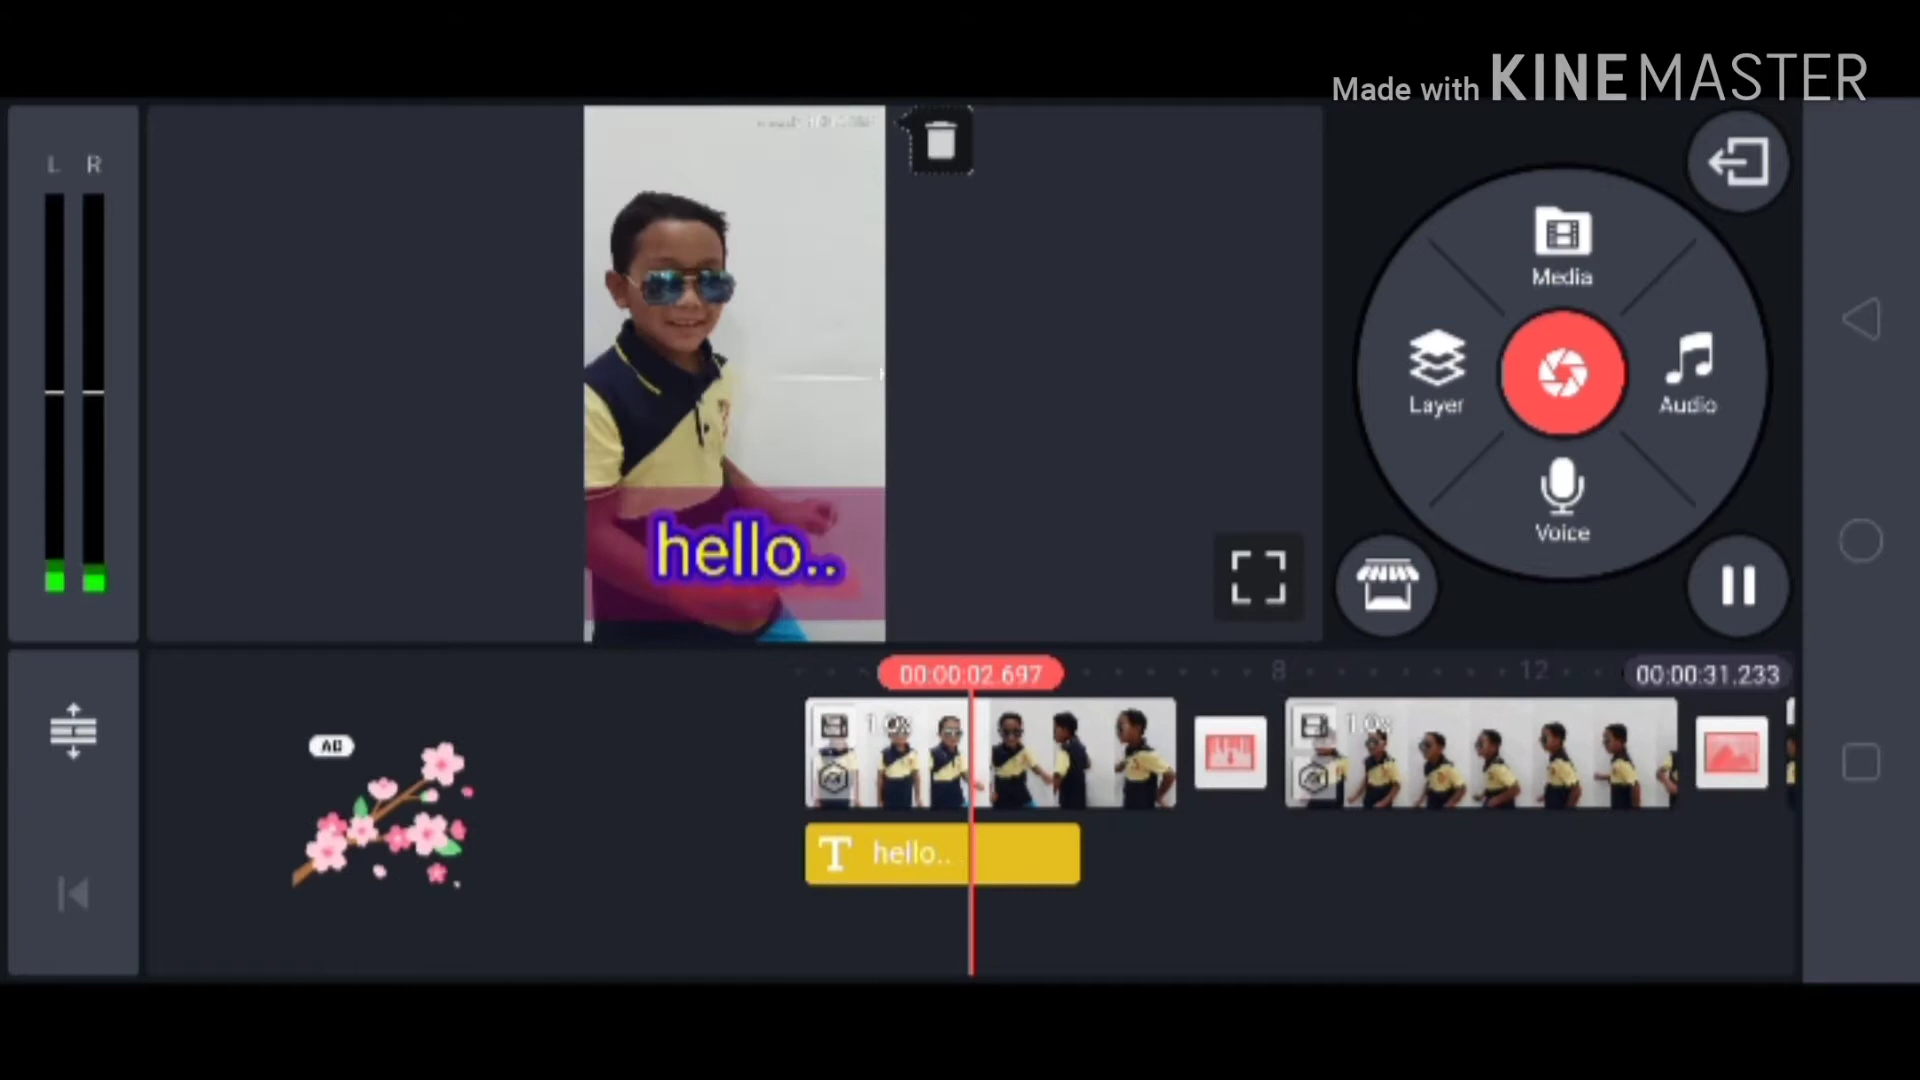 Made with KINEMASTER
L R
Media
Layer
Audio
Voice
hello..
00:00:02.697
8
12
00:00:31.233
1.0x
1.0x
AB
T hello..